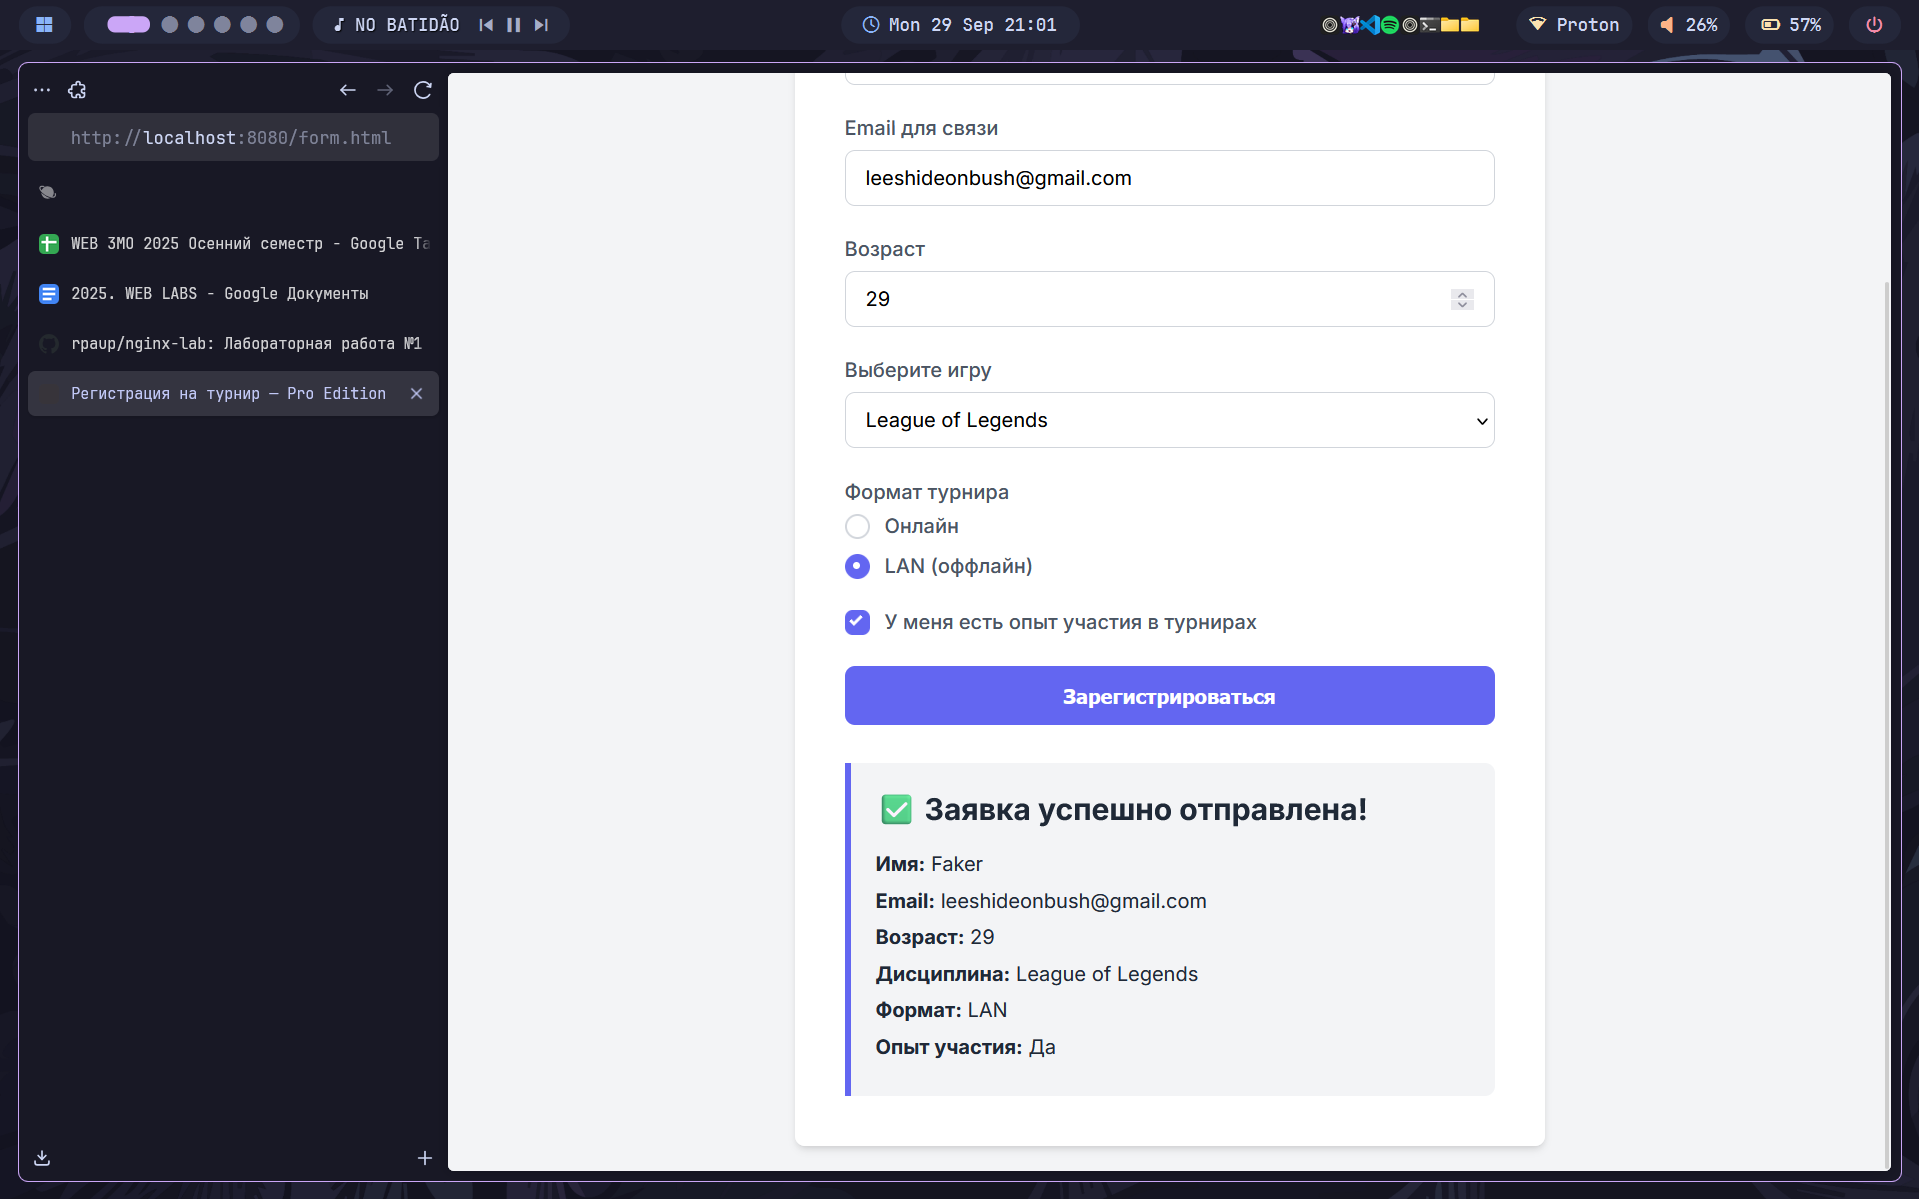 NO BATIDÃO
Mon 29 Sep 21:01
Proton
26%
57%
http://localhost:8080/form.html
WEB 3MO 2025 Осенний семестр - Google Та
2025. WEB LABS - Google Документы
rpaup/nginx-lab: Лабораторная работа №1
Регистрация на турнир — Pro Edition
Email для связи
leeshideonbush@gmail.com
Возраст
29
Выберите игру
League of Legends
Формат турнира
Онлайн
LAN (оффлайн)
У меня есть опыт участия в турнирах
Зарегистрироваться
✅ Заявка успешно отправлена!
Имя: Faker
Email: leeshideonbush@gmail.com
Возраст: 29
Дисциплина: League of Legends
Формат: LAN
Опыт участия: Да